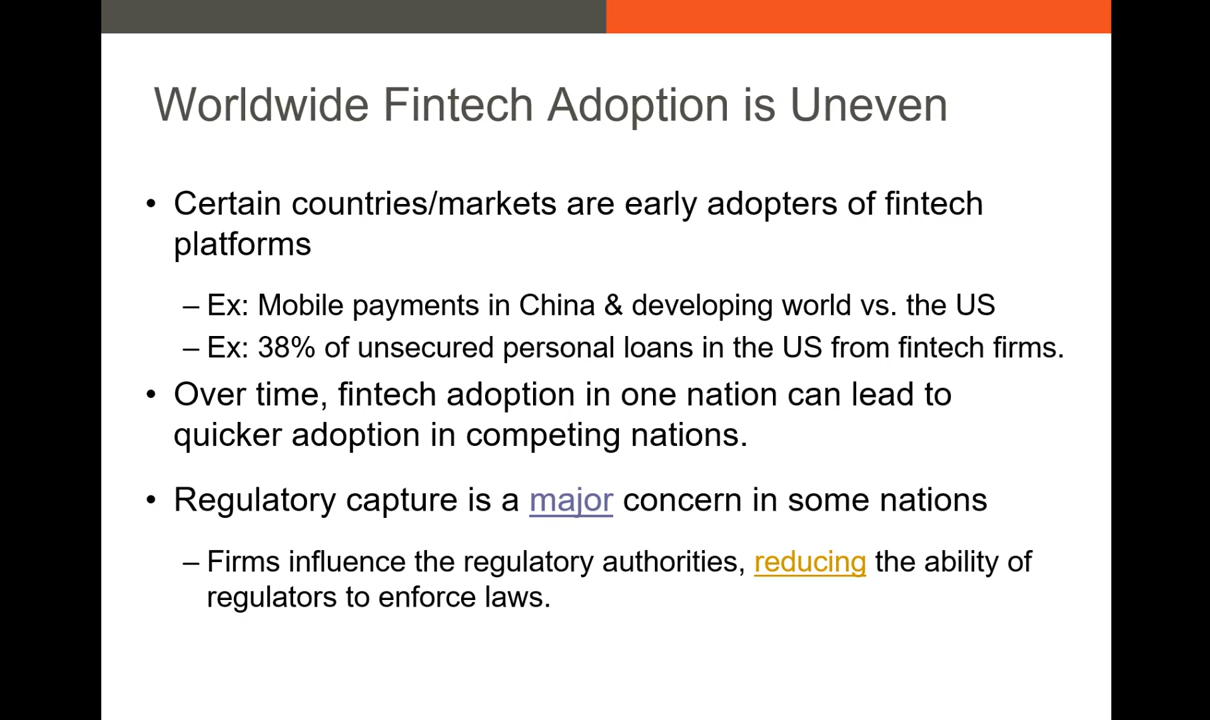 Worldwide Fintech Adoption is Uneven
• Certain countries/markets are early adopters of fintech
platforms
– Ex: Mobile payments in China & developing world vs. the US
– Ex: 38% of unsecured personal loans in the US from fintech firms.
• Over time, fintech adoption in one nation can lead to
quicker adoption in competing nations.
• Regulatory capture is a major concern in some nations
– Firms influence the regulatory authorities, reducing the ability of
regulators to enforce laws.